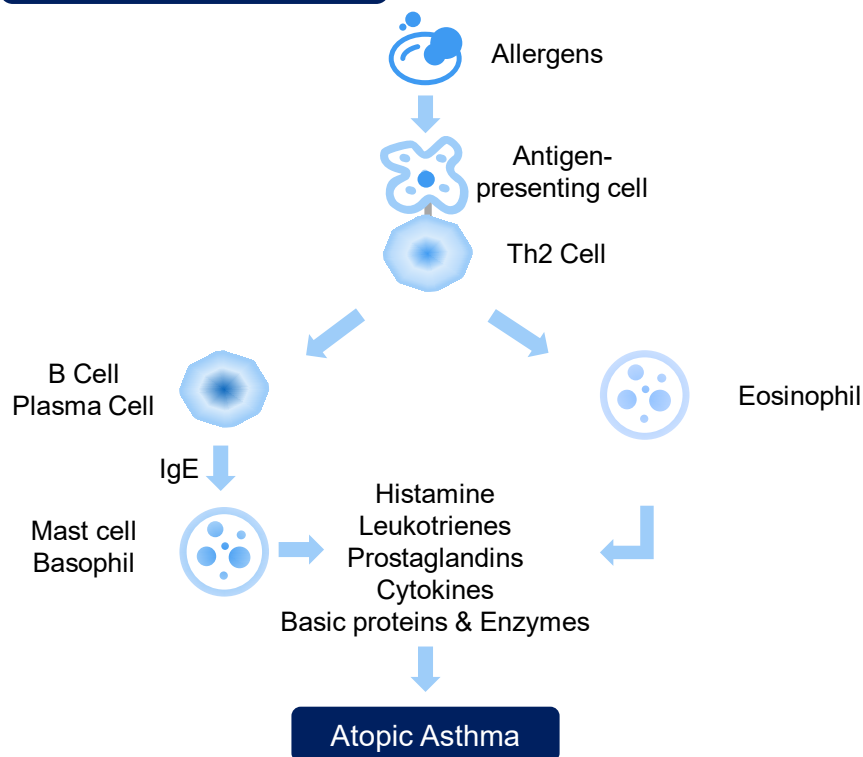 Allergens
Antigen-
presenting cell
Th2 Cell
B Cell
Plasma Cell
Eosinophil
IgE
Mast cell
Basophil
Histamine
Leukotrienes
Prostaglandins
Cytokines
Basic proteins & Enzymes
Atopic Asthma